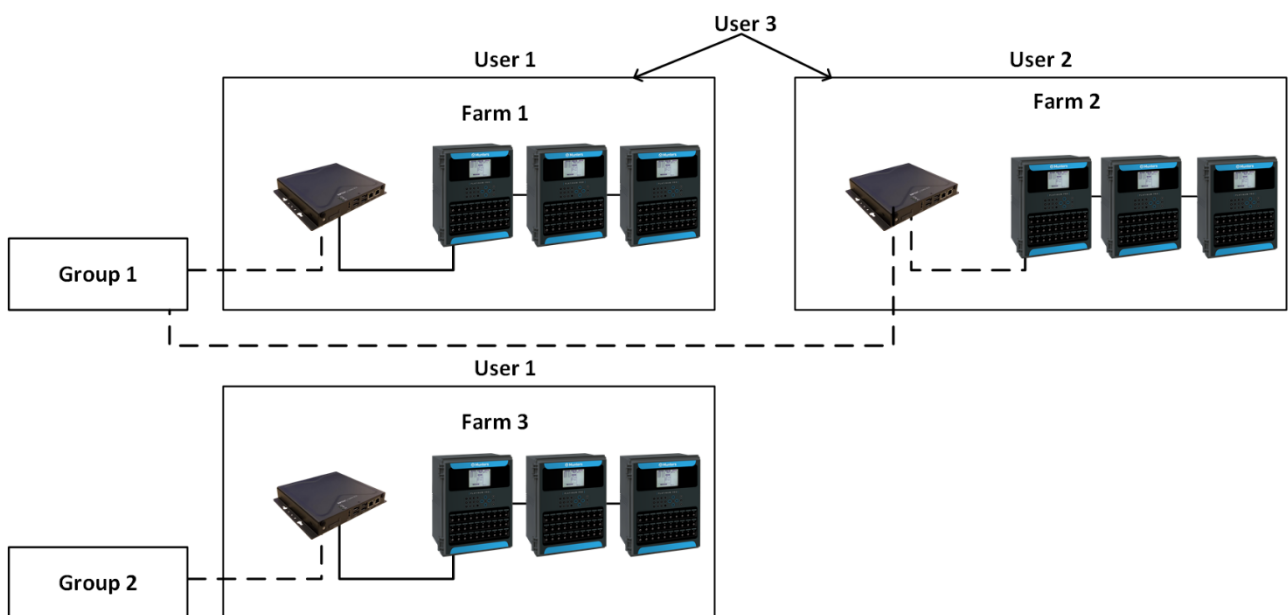 User 3
User 1
User 2
Farm 1
Farm 2
Group 1
User 1
Farm 3
Group 2